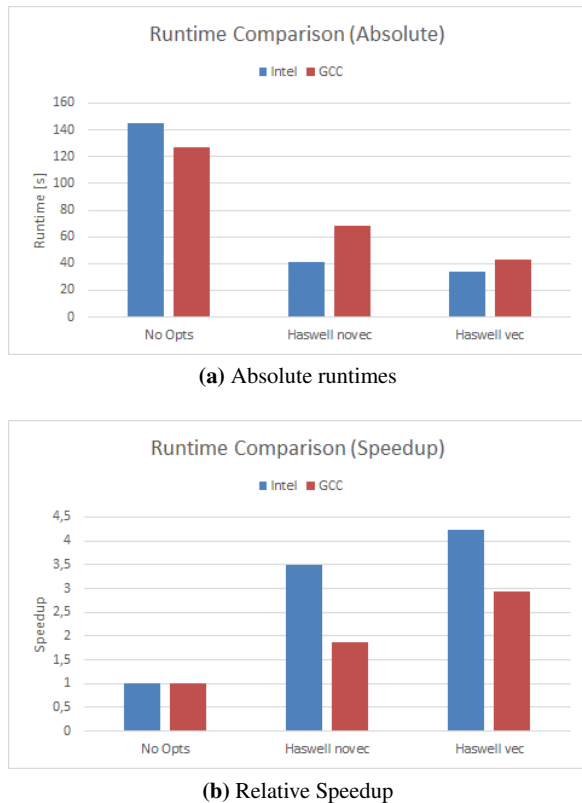 Runtime Comparison (Absolute)
Intel GCC
160
140
120
100
80
60
40
20
0
Runtime [s]
No Opts Haswell novec Haswell vec
(a) Absolute runtimes
Runtime Comparison (Speedup)
Intel GCC
4,5
4
3,5
3
2,5
2
1,5
1
0,5
0
Speedup
No Opts Haswell novec Haswell vec
(b) Relative Speedup